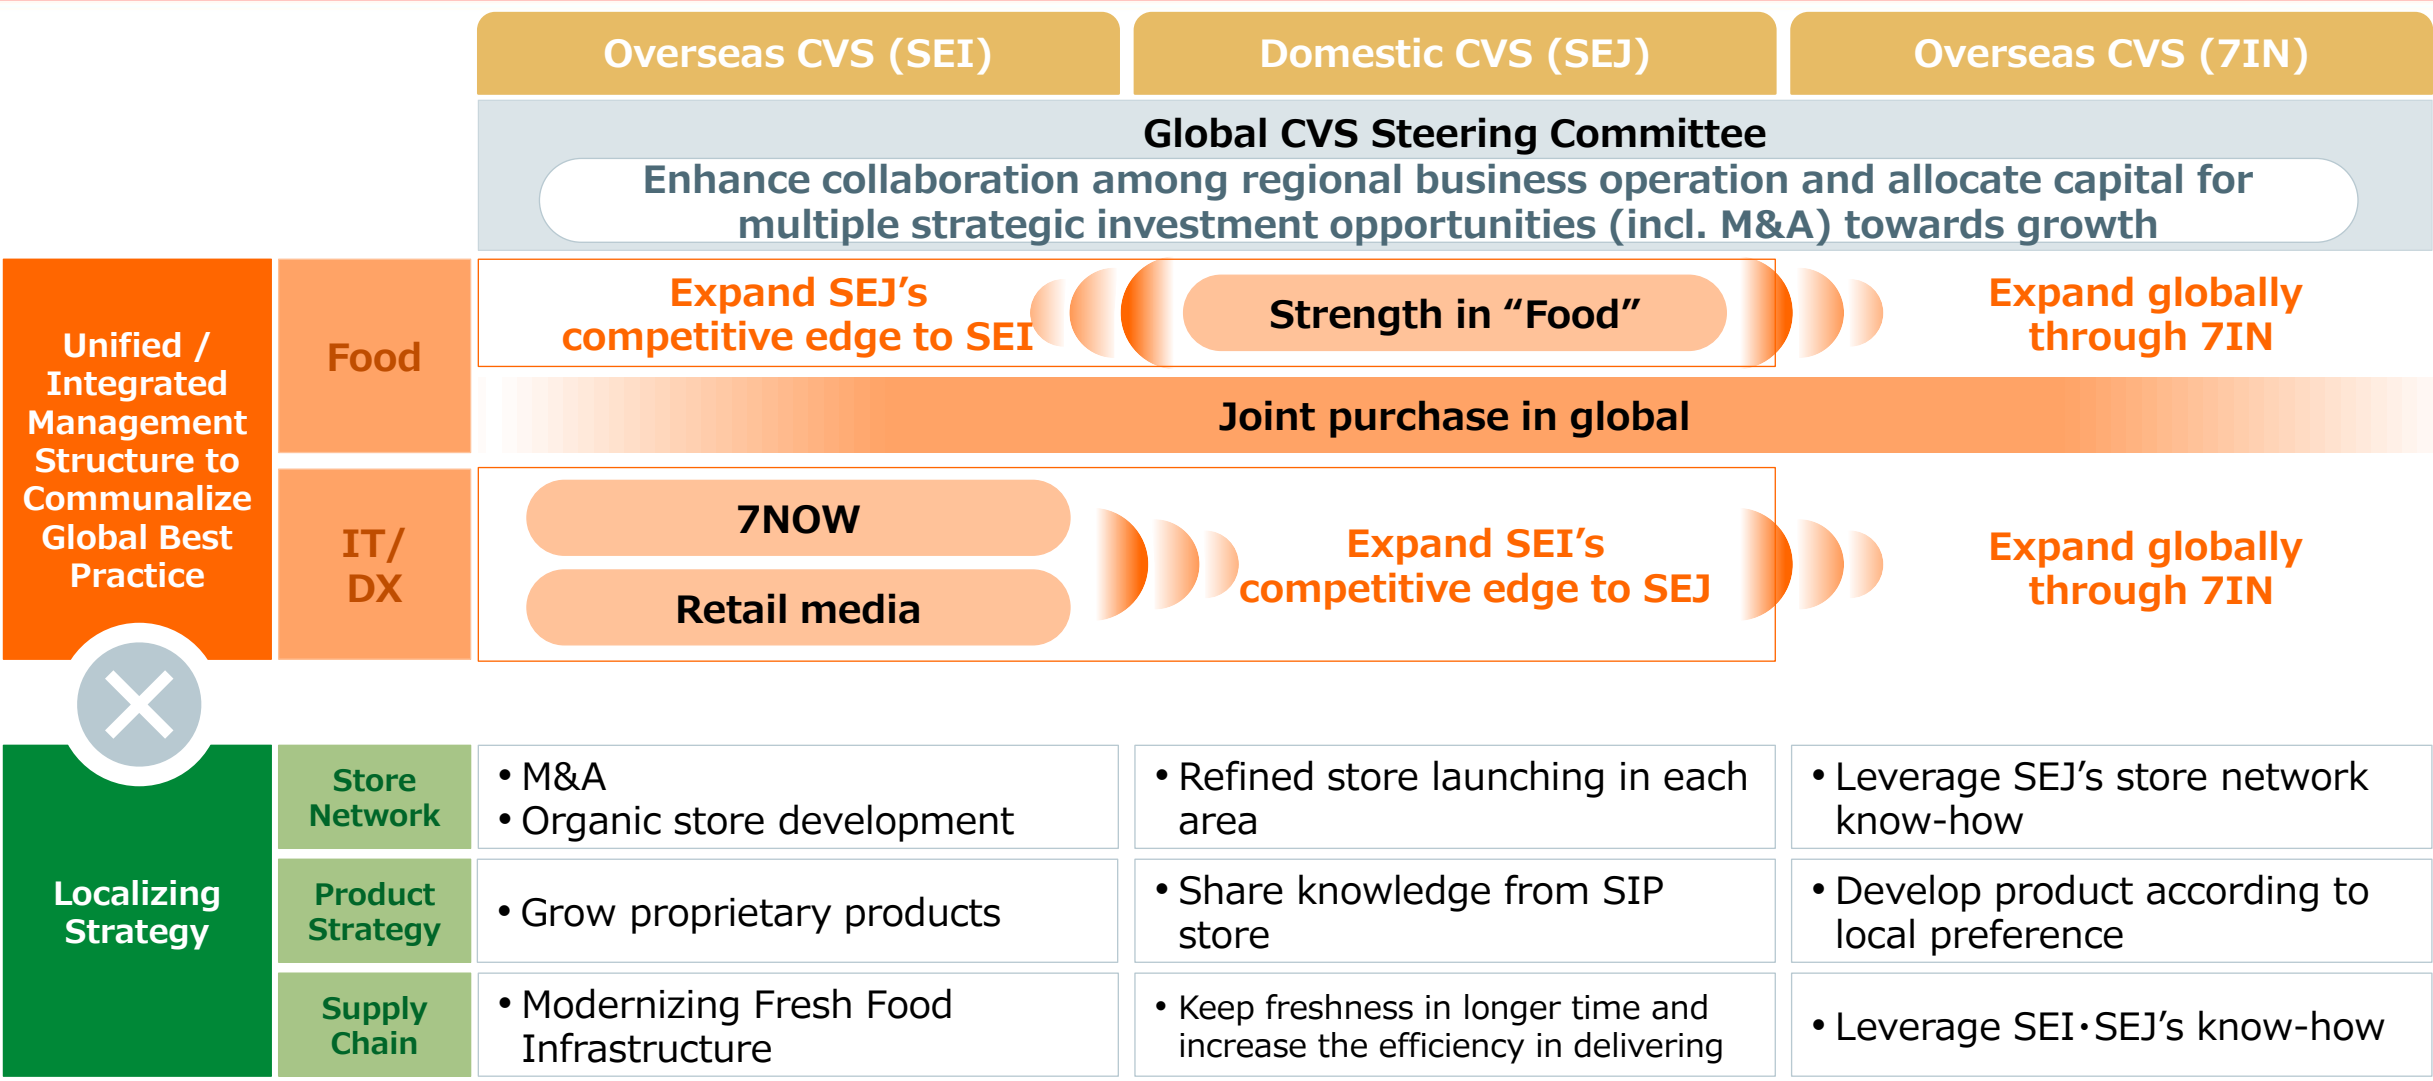 Overseas CVS (SEI)
Domestic CVS (SEJ)
Overseas CVS (7IN)
Global CVS Steering Committee
Enhance collaboration among regional business operation and allocate capital for
multiple strategic investment opportunities (incl. M&A) towards growth
Unified /
Integrated
Management
Structure to
Communalize
Global Best
Practice
Food
Expand SEJ’s
competitive edge to SEI
Strength in “Food”
Expand globally
through 7IN
Joint purchase in global
IT/
DX
7NOW
Retail media
Expand SEI’s
competitive edge to SEJ
Expand globally
through 7IN
Localizing
Strategy
Store
Network
• M&A
• Organic store development
• Refined store launching in each
area
• Leverage SEJ’s store network
know-how
Product
Strategy
• Grow proprietary products
• Share knowledge from SIP
store
• Develop product according to
local preference
Supply
Chain
• Modernizing Fresh Food
Infrastructure
• Keep freshness in longer time and
increase the efficiency in delivering
• Leverage SEI･SEJ’s know-how